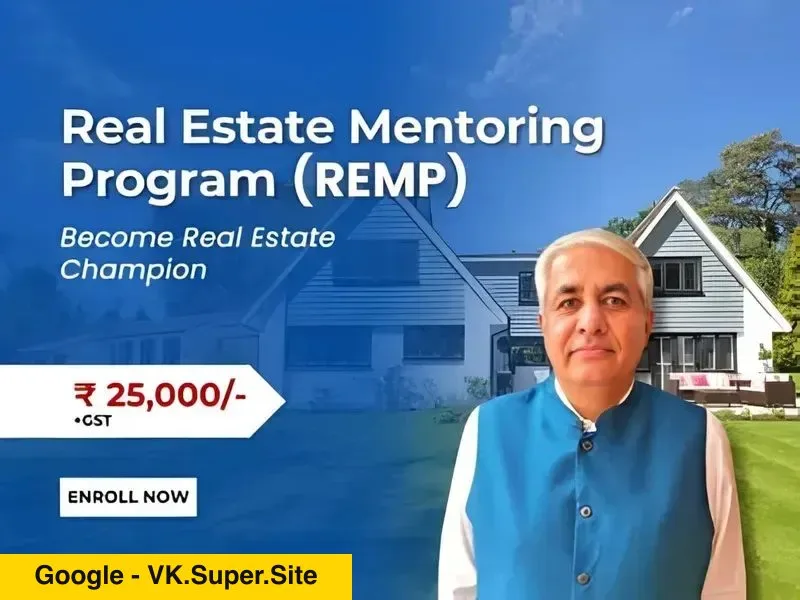 Real Estate Mentoring
Program (REMP)
Become Real Estate
Champion
₹ 25,000/-
+GST
ENROLL NOW
Google - VK.Super.Site